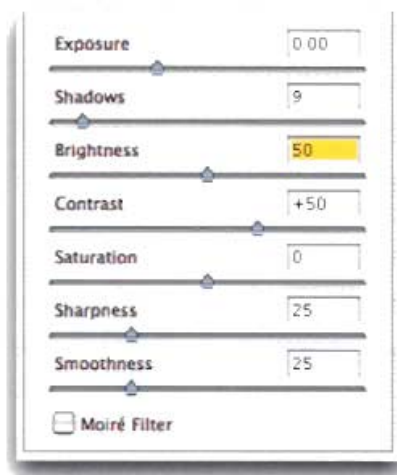 Exposure 0.00
Shadows 9
Brightness 50
Contrast +50
Saturation 0
Sharpness 25
Smoothness 25
Moiré Filter